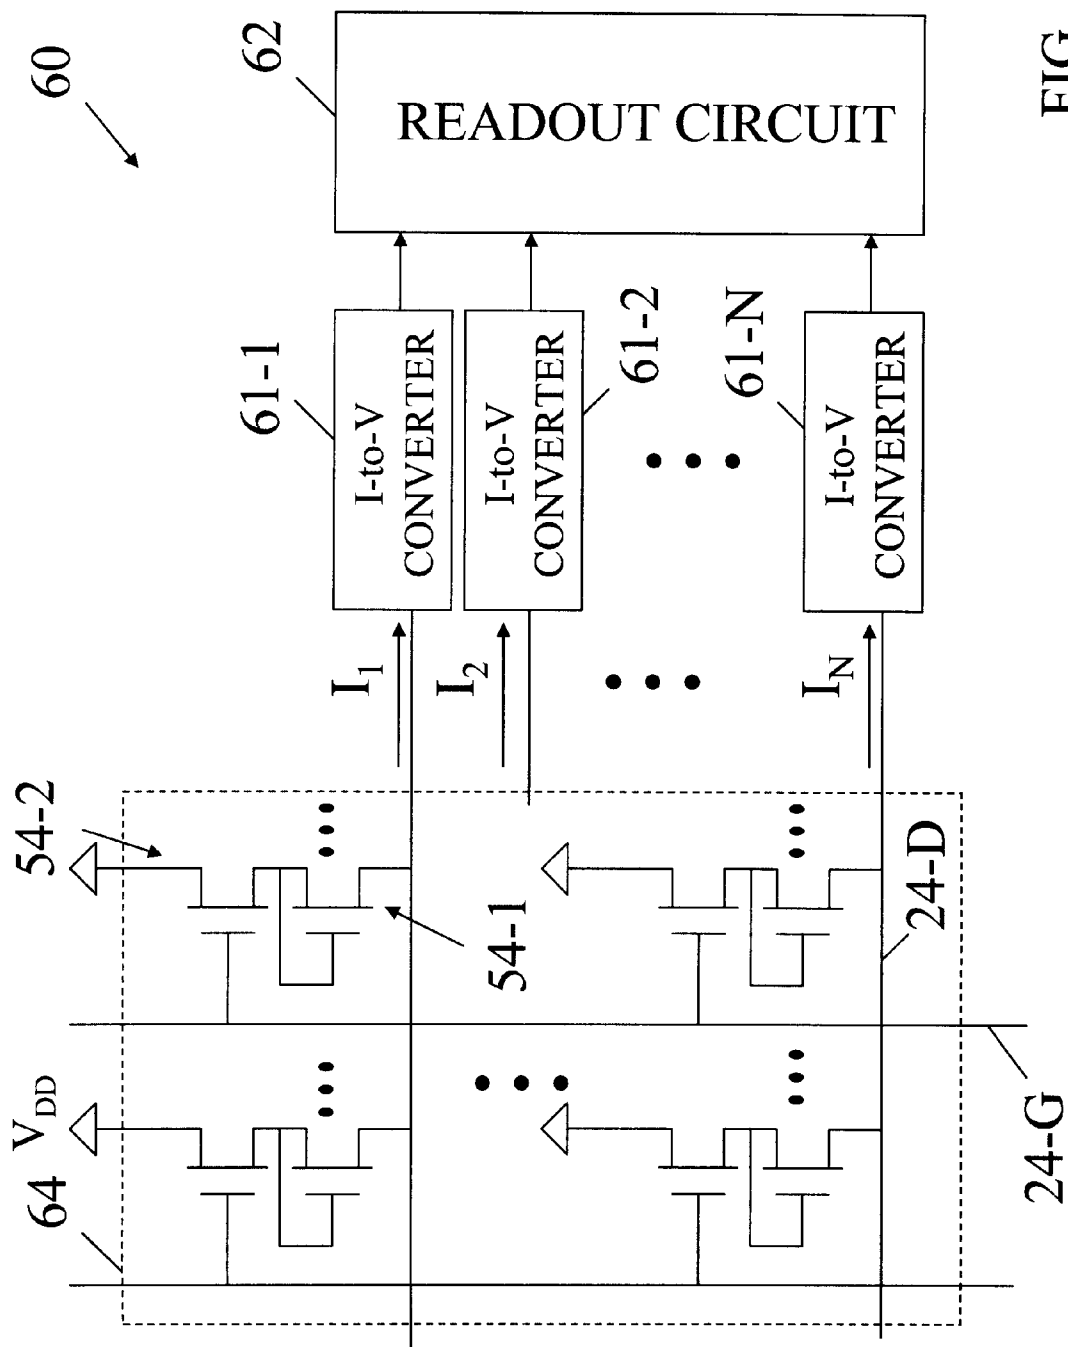 60
62
READOUT CIRCUIT
61-1
I-to-V
CONVERTER
I-to-V
CONVERTER
61-2
61-N
I-to-V
CONVERTER
I1
I2
IN
54-2
54-1
24-D
VDD
64
24-G
FIG